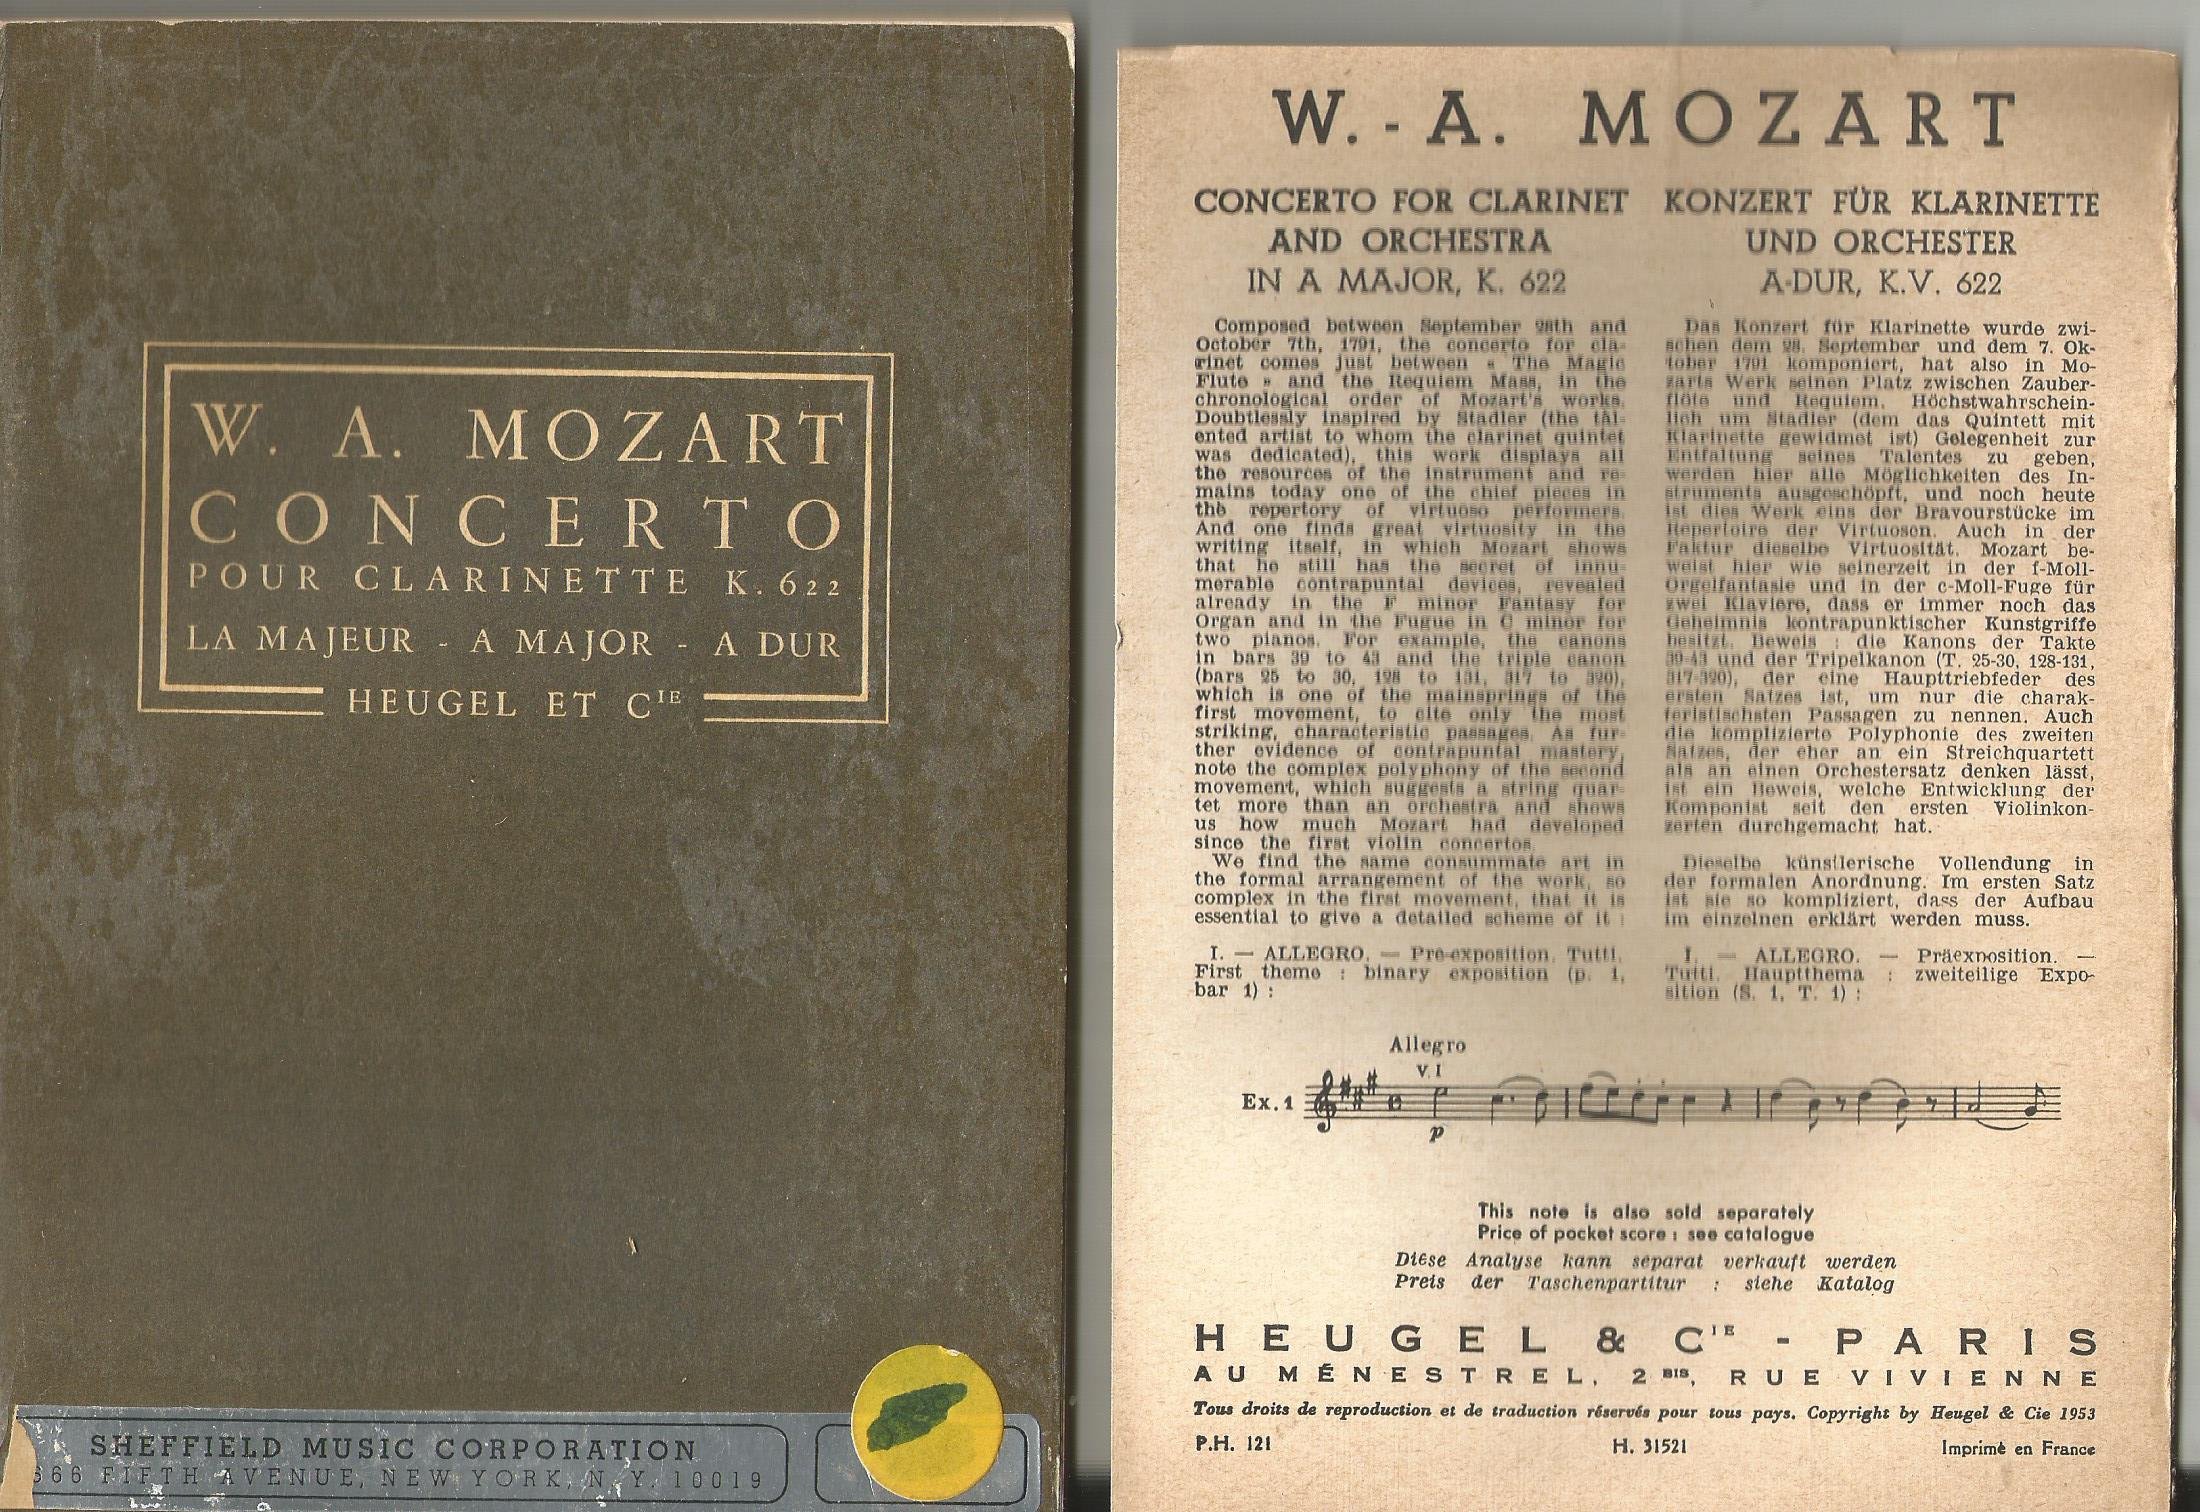 W. A. MOZART
CONCERTO
POUR CLARINETTE K. 622
LA MAJEUR - A MAJOR - A DUR
HEUGEL ET CIE
SHEFFIELD MUSIC CORPORATION
666 FIFTH AVENUE, NEW YORK, N.Y. 10019
W.-A. MOZART
CONCERTO FOR CLARINET
AND ORCHESTRA
IN A MAJOR, K. 622
Composed between September 28th and
October 7th, 1791, the concerto for cla-
rinet comes just between « The Magic
Flute » and the Requiem Mass, in the
chronological order of Mozart's works.
Doubtlessly inspired by Stadler (the tal-
ented artist to whom the clarinet quintet
was dedicated), this work displays all
the resources of the instrument and re-
mains today one of the chief pieces in
the repertory of virtuoso performers.
And one finds great virtuosity in the
writing itself, in which Mozart shows
that he still has the secret of innu-
merable contrapuntal devices, revealed
already in the F minor Fantasy for
Organ and in the Fugue in C minor for
two pianos. For example, the canons
in bars 39 to 43 and the triple canon
(bars 25 to 30, 128 to 131, 317 to 320),
which is one of the mainsprings of the
first movement, to cite only the most
striking, characteristic passages. As fur-
ther evidence of contrapuntal mastery,
note the complex polyphony of the second
movement, which suggests a string quar-
tet more than an orchestra and shows
us how much Mozart had developed
since the first violin concertos.
We find the same consummate art in
the formal arrangement of the work, so
complex in the first movement, that it is
essential to give a detailed scheme of it :
I. — ALLEGRO. — Pre-exposition. Tutti.
First theme : binary exposition (p. 1,
bar 1) :
KONZERT FÜR KLARINETTE
UND ORCHESTER
A-DUR, K.V. 622
Das Konzert für Klarinette wurde zwi-
schen dem 28. September und dem 7. Ok-
tober 1791 komponiert, hat also in Mo-
zarts Werk seinen Platz zwischen Zauber-
flöte und Requiem. Höchstwahrschein-
lich um Stadler (dem das Quintett mit
Klarinette gewidmet ist) Gelegenheit zur
Entfaltung seines Talentes zu geben,
werden hier alle Möglichkeiten des In-
struments ausgeschöpft, und noch heute
ist dies Werk eins der Bravourstücke im
Repertoire der Virtuosen. Auch in der
Faktur dieselbe Virtuosität. Mozart be-
weist hier wie seinerzeit in der f-Moll-
Orgelfantasie und in der c-Moll-Fuge für
zwei Klaviere, dass er immer noch das
Geheimnis kontrapunktischer Kunstgriffe
besitzt. Beweis : die Kanons der Takte
39-43 und der Tripelkanon (T. 25-30, 128-131,
317-320), der eine Haupttriebfeder des
ersten Satzes ist, um nur die charak-
teristischsten Passagen zu nennen. Auch
die komplizierte Polyphonie des zweiten
Satzes, der eher an ein Streichquartett
als an einen Orchestersatz denken lässt,
ist ein Beweis, welche Entwicklung der
Komponist seit den ersten Violinkon-
zerten durchgemacht hat.
Dieselbe künstlerische Vollendung in
der formalen Anordnung. Im ersten Satz
ist sie so kompliziert, dass der Aufbau
im einzelnen erklärt werden muss.
I. — ALLEGRO. — Präexposition. —
Tutti. Hauptthema : zweiteilige Expo-
sition (S. 1, T. 1) :
Allegro
V. I
Ex. 1
p
This note is also sold separately
Price of pocket score : see catalogue
Diese Analyse kann separat verkauft werden
Preis der Taschenpartitur : siehe Katalog
HEUGEL & CIE - PARIS
AU MÉNESTREL, 2 BIS, RUE VIVIENNE
Tous droits de reproduction et de traduction réservés pour tous pays. Copyright by Heugel & Cie 1953
P.H. 121 H. 31521 Imprimé en France